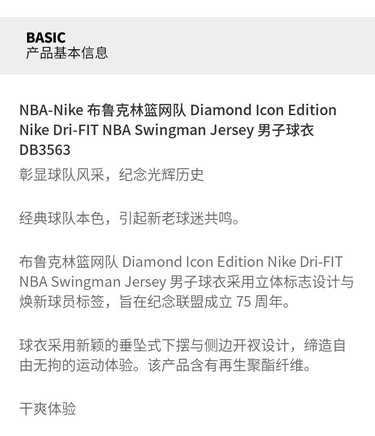 BASIC
产品基本信息
NBA-Nike 布鲁克林篮网队 Diamond Icon Edition
Nike Dri-FIT NBA Swingman Jersey 男子球衣
DB3563
彰显球队风采，纪念光辉历史
经典球队本色，引起新老球迷共鸣。
布鲁克林篮网队 Diamond Icon Edition Nike Dri-FIT
NBA Swingman Jersey 男子球衣采用立体标志设计与
焕新球员标签，旨在纪念联盟成立 75 周年。
球衣采用新颖的垂坠式下摆与侧边开衩设计，缔造自
由无拘的运动体验。该产品含有再生聚酯纤维。
干爽体验